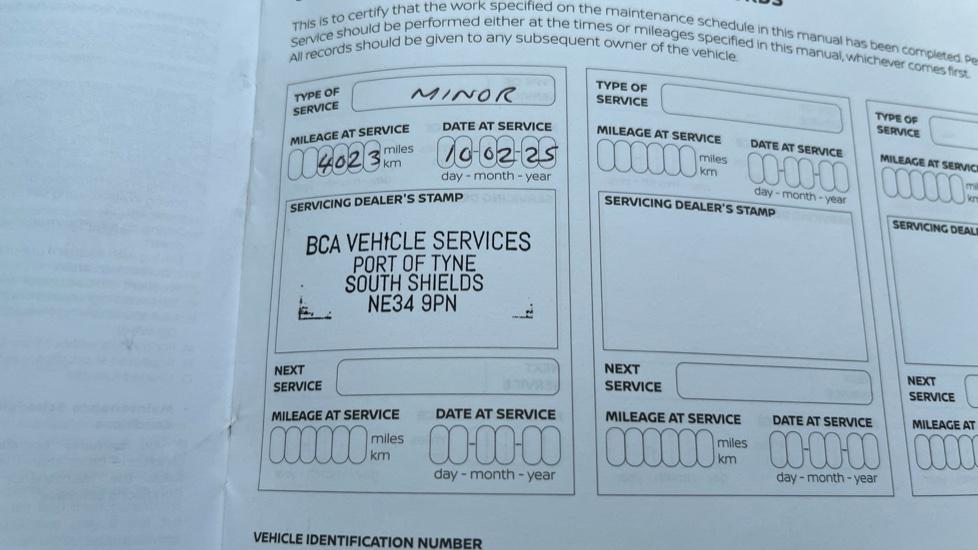 This is to certify that the work specified on the maintenance schedule in this manual has been completed. Pe
Service should be performed either at the times or mileages specified in this manual, whichever comes first.
All records should be given to any subsequent owner of the vehicle.
TYPE OF SERVICE MINOR
MILEAGE AT SERVICE DATE AT SERVICE
4023 miles km 10-02-25
day - month - year
SERVICING DEALER'S STAMP
BCA VEHICLE SERVICES
PORT OF TYNE
SOUTH SHIELDS
NE34 9PN
NEXT SERVICE
MILEAGE AT SERVICE DATE AT SERVICE
miles km
day - month - year
TYPE OF SERVICE
MILEAGE AT SERVICE DATE AT SERVICE
miles km
day - month - year
SERVICING DEALER'S STAMP
NEXT SERVICE
MILEAGE AT SERVICE DATE AT SERVICE
miles km
day - month - year
TYPE OF SERVICE
MILEAGE AT SERVIC
mi km
SERVICING DEAL
NEXT SERVICE
MILEAGE AT
VEHICLE IDENTIFICATION NUMBER